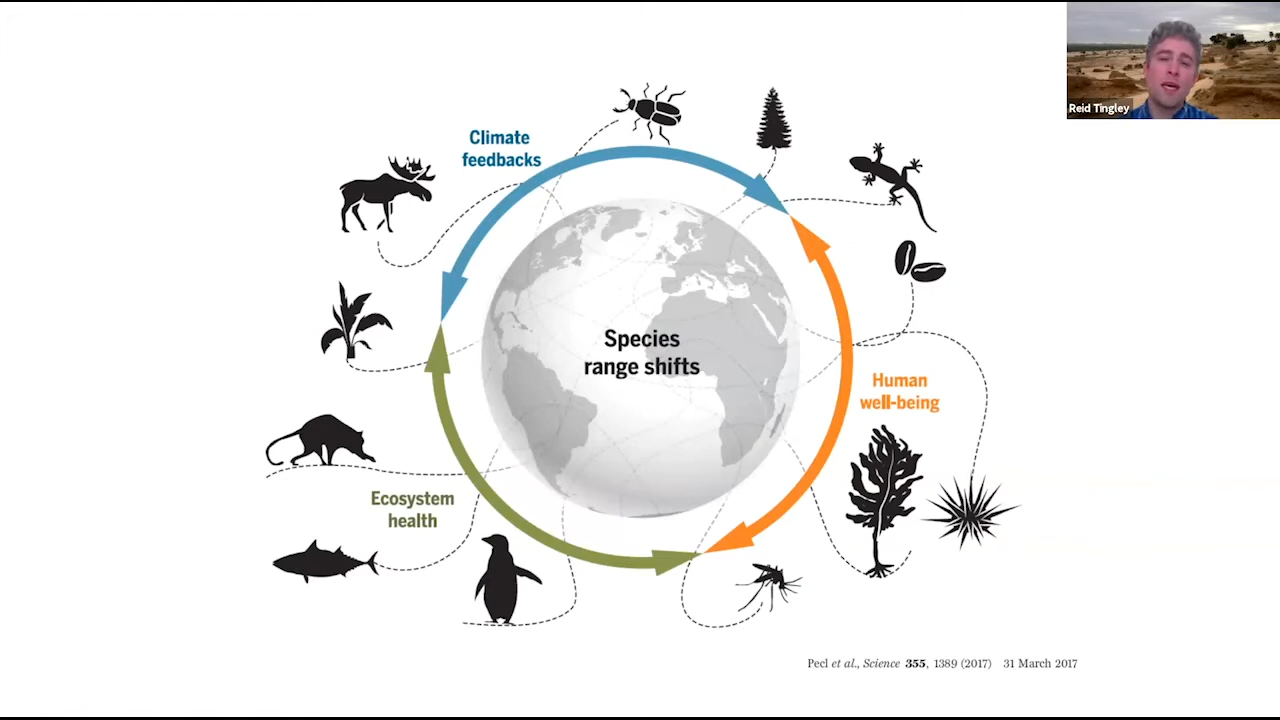 Reid Tingley
Climate
feedbacks
Species
range shifts
Human
well-being
Ecosystem
health
Pecl et al., Science 355, 1389 (2017) 31 March 2017